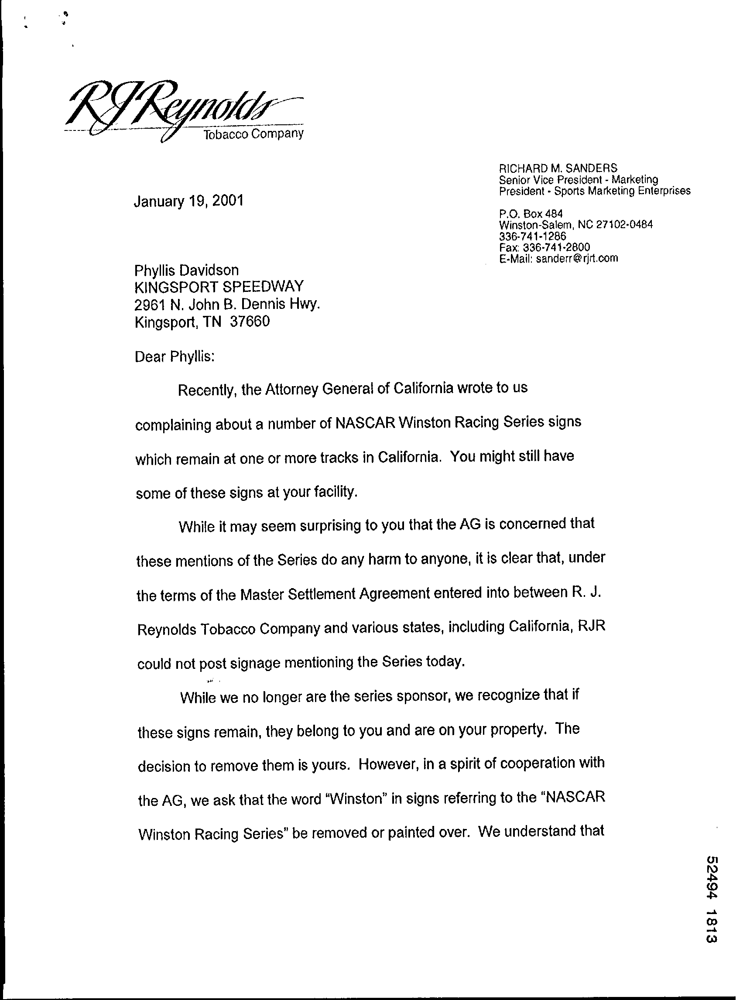 RJReynolds
Tobacco Company
RICHARD M. SANDERS
Senior Vice President - Marketing
President - Sports Marketing Enterprises
P.O. Box 484
Winston-Salem, NC 27102-0484
336-741-1286
Fax: 336-741-2800
E-Mail: sanderr@rjrt.com
January 19, 2001
Phyllis Davidson
KINGSPORT SPEEDWAY
2961 N. John B. Dennis Hwy.
Kingsport, TN 37660
Dear Phyllis:
Recently, the Attorney General of California wrote to us
complaining about a number of NASCAR Winston Racing Series signs
which remain at one or more tracks in California. You might still have
some of these signs at your facility.
While it may seem surprising to you that the AG is concerned that
these mentions of the Series do any harm to anyone, it is clear that, under
the terms of the Master Settlement Agreement entered into between R. J.
Reynolds Tobacco Company and various states, including California, RJR
could not post signage mentioning the Series today.
While we no longer are the series sponsor, we recognize that if
these signs remain, they belong to you and are on your property. The
decision to remove them is yours. However, in a spirit of cooperation with
the AG, we ask that the word "Winston" in signs referring to the "NASCAR
Winston Racing Series" be removed or painted over. We understand that
52494 1813